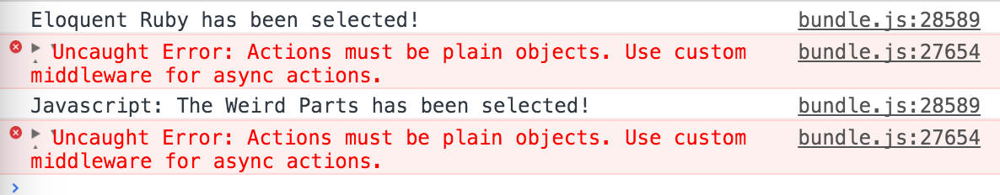 Eloquent Ruby has been selected! bundle.js:28589
Uncaught Error: Actions must be plain objects. Use custom bundle.js:27654
middleware for async actions.
Javascript: The Weird Parts has been selected! bundle.js:28589
Uncaught Error: Actions must be plain objects. Use custom bundle.js:27654
middleware for async actions.